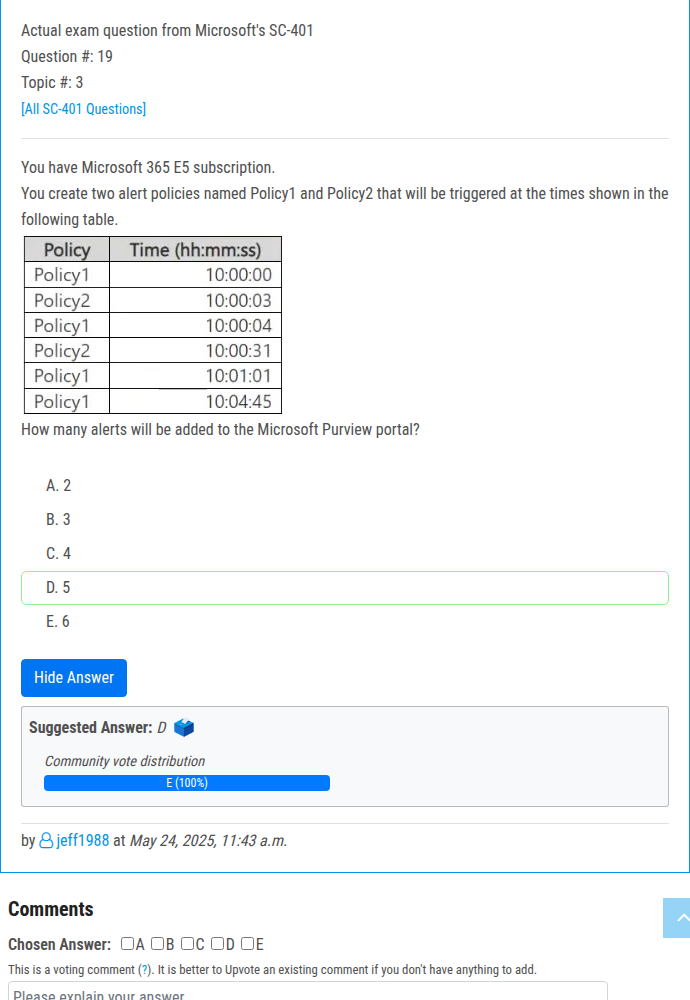 Actual exam question from Microsoft's SC-401
Question #: 19
Topic #: 3
[All SC-401 Questions]
You have Microsoft 365 E5 subscription.
You create two alert policies named Policy1 and Policy2 that will be triggered at the times shown in the
following table.
Policy Time (hh:mm:ss)
Policy1 10:00:00
Policy2 10:00:03
Policy1 10:00:04
Policy2 10:00:31
Policy1 10:01:01
Policy1 10:04:45
How many alerts will be added to the Microsoft Purview portal?
A. 2
B. 3
C. 4
D. 5
E. 6
Hide Answer
Suggested Answer: D
Community vote distribution
E (100%)
by jeff1988 at May 24, 2025, 11:43 a.m.
Comments
Chosen Answer: A B C D E
This is a voting comment (?). It is better to Upvote an existing comment if you don't have anything to add.
Please explain your answer